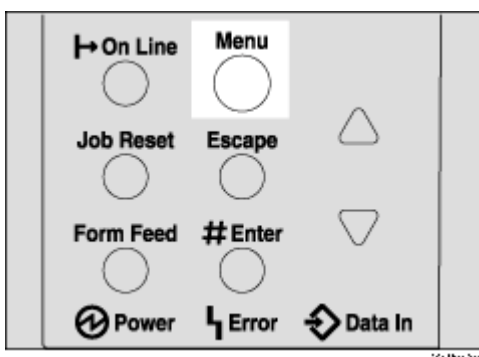 On Line Menu
Job Reset Escape
Form Feed # Enter
Power Error Data In